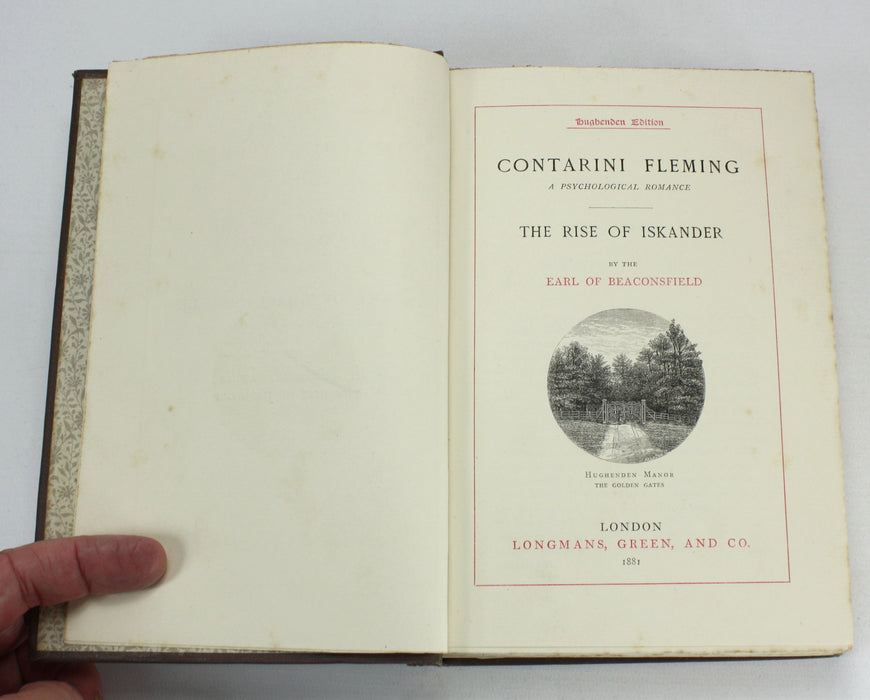 Hughenden Edition
CONTARINI FLEMING
A PSYCHOLOGICAL ROMANCE
THE RISE OF ISKANDER
BY THE
EARL OF BEACONSFIELD
HUGHENDEN MANOR
THE GOLDEN GATES
LONDON
LONGMANS, GREEN, AND CO.
1881